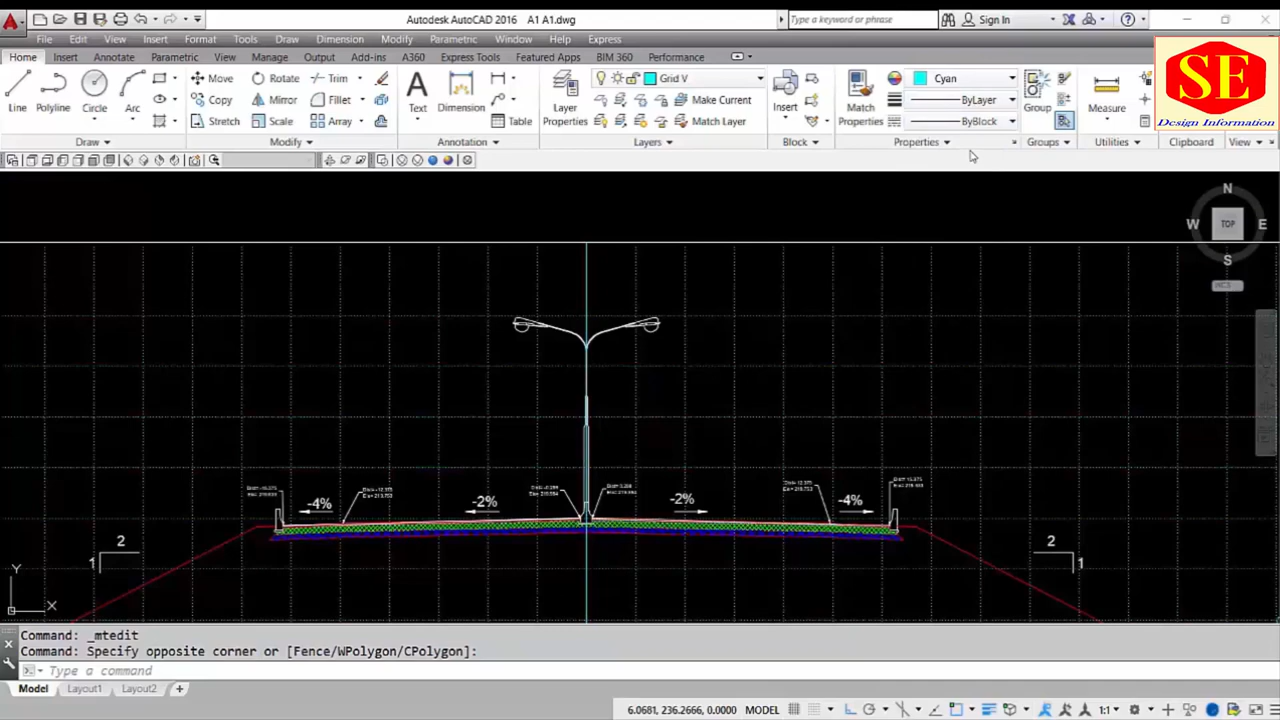 Autodesk AutoCAD 2016 A1 A1.dwg
Type a keyword or phrase
Sign In
File Edit View Insert Format Tools Draw Dimension Modify Parametric Window Help Express
Home Insert Annotate Parametric View Manage Output Add-ins A360 Express Tools Featured Apps BIM 360 Performance
SE
Design Information
Move Rotate Trim
Copy Mirror Fillet
Stretch Scale Array
Line Polyline Circle Arc
Text Dimension Table
Layer Properties
Grid V
Make Current
Match Layer
Insert
Match Properties
Cyan
ByLayer
ByBlock
Group
Measure
Draw Modify Annotation Layers Block Properties Groups Utilities Clipboard View
N
W TOP E
S
WCS
-4% -2% -2% -4%
2
1
2
1
Y
X
Command: _mtedit
Command: Specify opposite corner or [Fence/WPolygon/CPolygon]:
Type a command
Model Layout1 Layout2 +
6.0681, 236.2666, 0.0000 MODEL
1:1